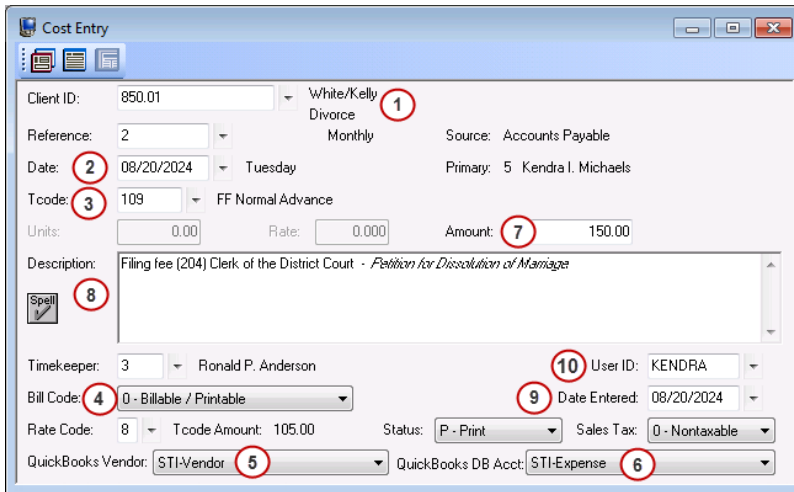 Cost Entry
Client ID: 850.01 White/Kelly 1
Divorce
Reference: 2 Monthly Source: Accounts Payable
Date: 2 08/20/2024 Tuesday Primary: 5 Kendra I. Michaels
Tcode: 3 109 FF Normal Advance
Units: 0.00 Rate: 0.000 Amount: 7 150.00
Description: Filing fee (204) Clerk of the District Court - Petition for Dissolution of Marriage
8
Spell
Timekeeper: 3 Ronald P. Anderson 10 User ID: KENDRA
Bill Code: 4 0 - Billable / Printable 9 Date Entered: 08/20/2024
Rate Code: 8 Tcode Amount: 105.00 Status: P - Print Sales Tax: 0 - Nontaxable
QuickBooks Vendor: STI-Vendor 5 QuickBooks DB Acct: STI-Expense 6